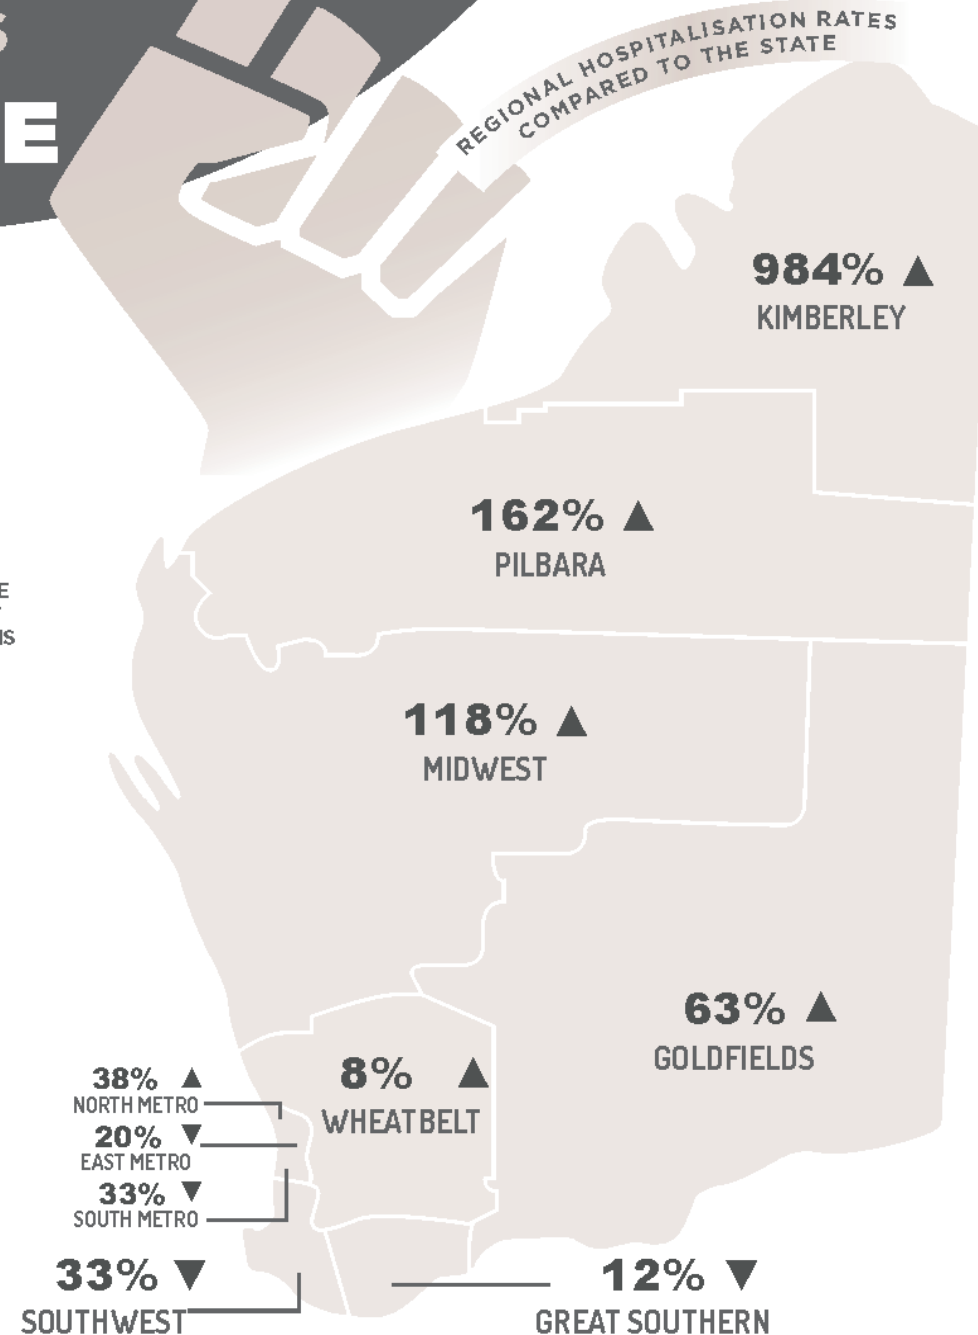 S
E
REGIONAL HOSPITALISATION RATES
COMPARED TO THE STATE
984% ▲
KIMBERLEY
162% ▲
PILBARA
E
IS
118% ▲
MIDWEST
63% ▲
GOLDFIELDS
8% ▲
WHEATBELT
38% ▲
NORTH METRO
20% ▼
EAST METRO
33% ▼
SOUTH METRO
33% ▼
SOUTHWEST
12% ▼
GREAT SOUTHERN